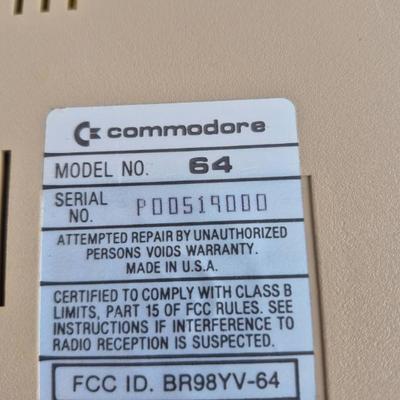 commodore
MODEL NO. 64
SERIAL NO. P00519000
ATTEMPTED REPAIR BY UNAUTHORIZED
PERSONS VOIDS WARRANTY.
MADE IN U.S.A.
CERTIFIED TO COMPLY WITH CLASS B
LIMITS, PART 15 OF FCC RULES. SEE
INSTRUCTIONS IF INTERFERENCE TO
RADIO RECEPTION IS SUSPECTED.
FCC ID. BR98YV-64